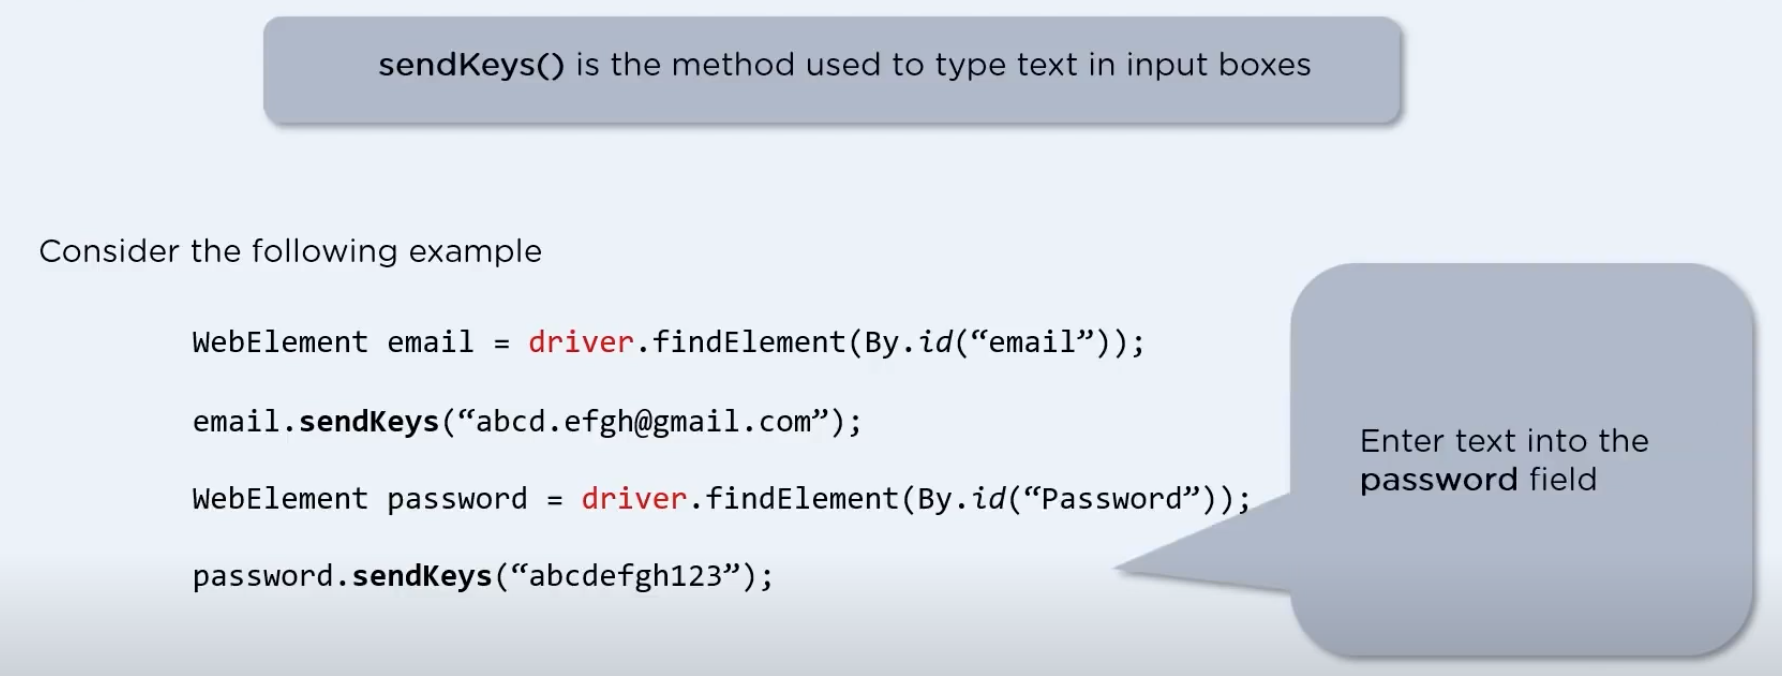 sendKeys() is the method used to type text in input boxes
Consider the following example
WebElement email = driver.findElement(By.id(“email”));
email.sendKeys(“abcd.efgh@gmail.com”);
WebElement password = driver.findElement(By.id(“Password”));
password.sendKeys(“abcdefgh123”);
Enter text into the
password field